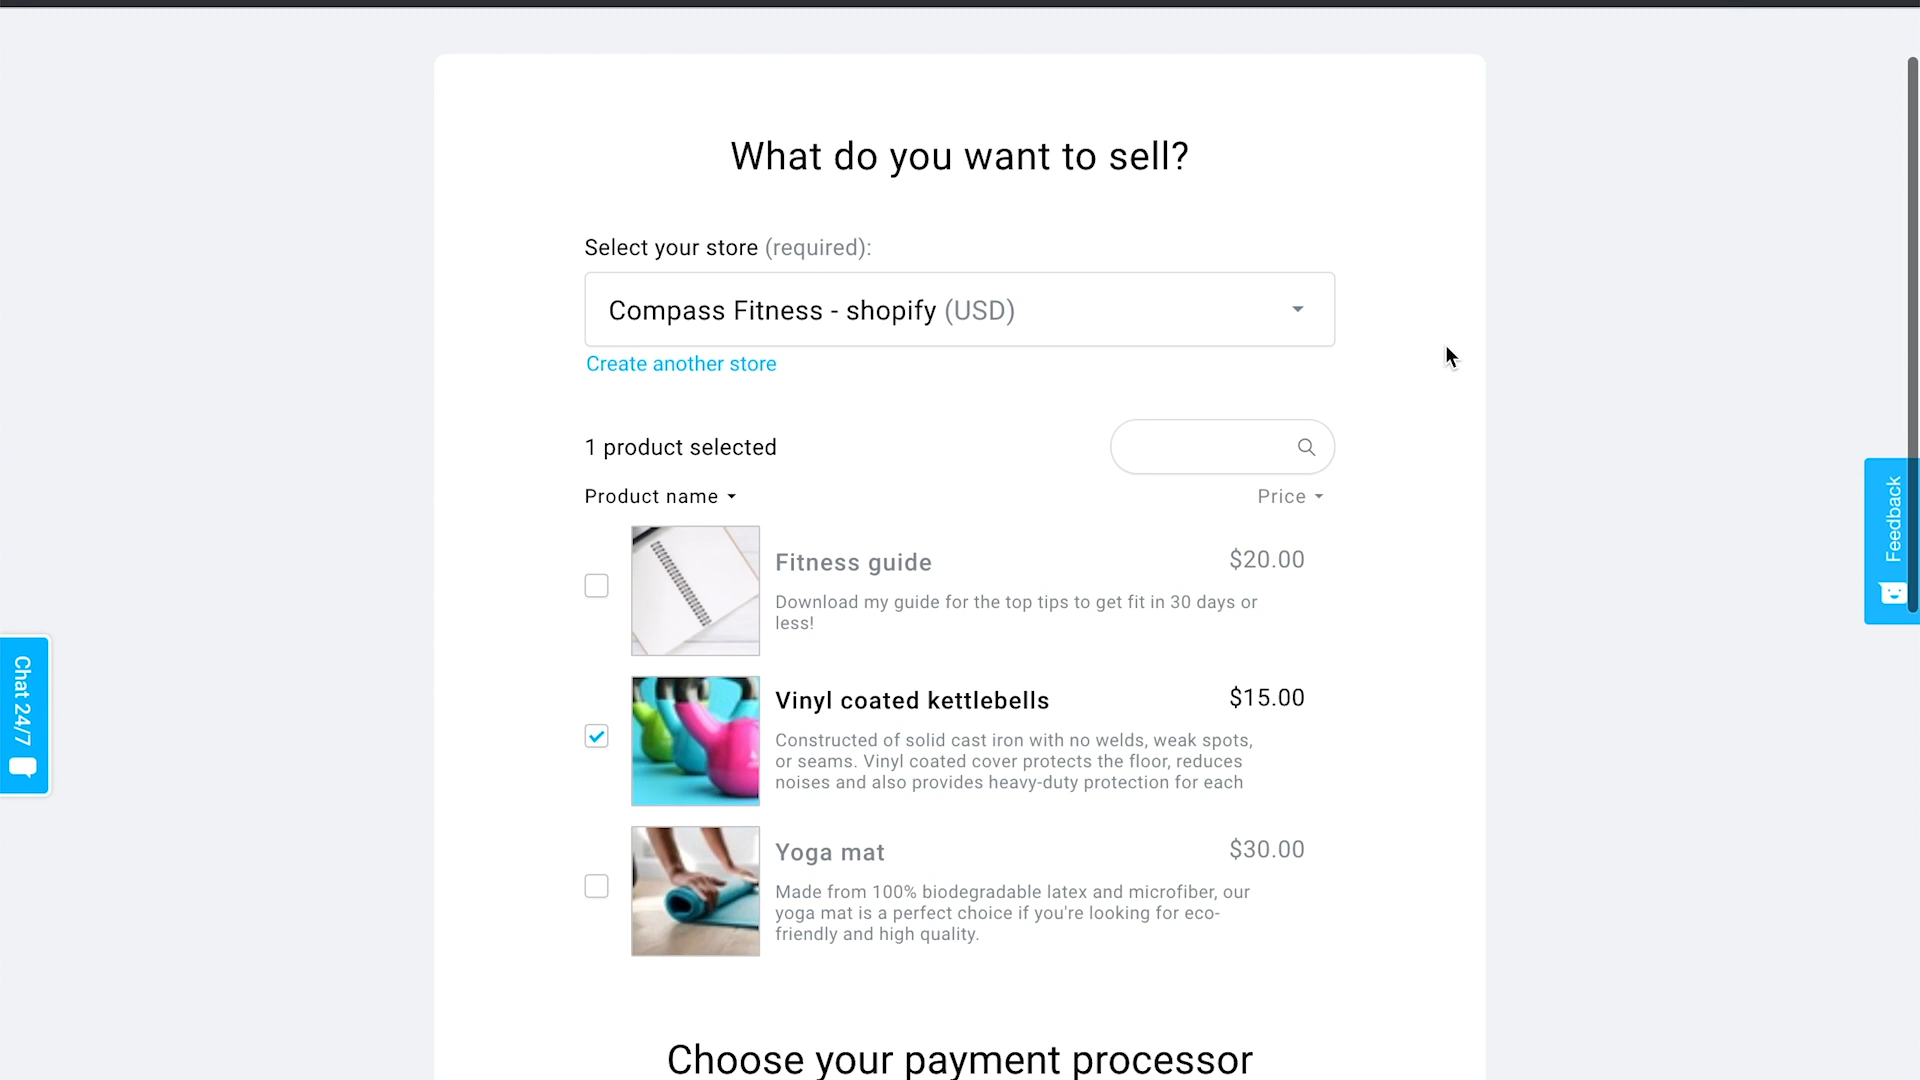 What do you want to sell?
Select your store (required):
Compass Fitness - shopify (USD)
Create another store
1 product selected
Product name
Price
Fitness guide
$20.00
Download my guide for the top tips to get fit in 30 days or
less!
Vinyl coated kettlebells
$15.00
Constructed of solid cast iron with no welds, weak spots,
or seams. Vinyl coated cover protects the floor, reduces
noises and also provides heavy-duty protection for each
Yoga mat
$30.00
Made from 100% biodegradable latex and microfiber, our
yoga mat is a perfect choice if you're looking for eco-
friendly and high quality.
Choose your payment processor
Chat 24/7
Feedback